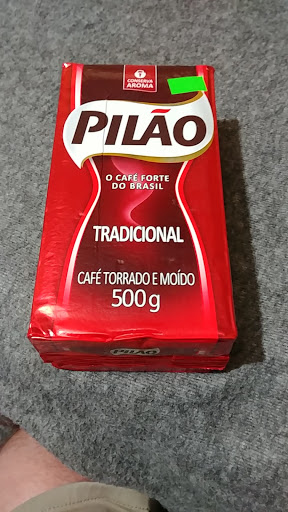 CONSERVA
AROMA
PILÃO
O CAFÉ FORTE
DO BRASIL
TRADICIONAL
CAFÉ TORRADO E MOÍDO
500g
PILÃO